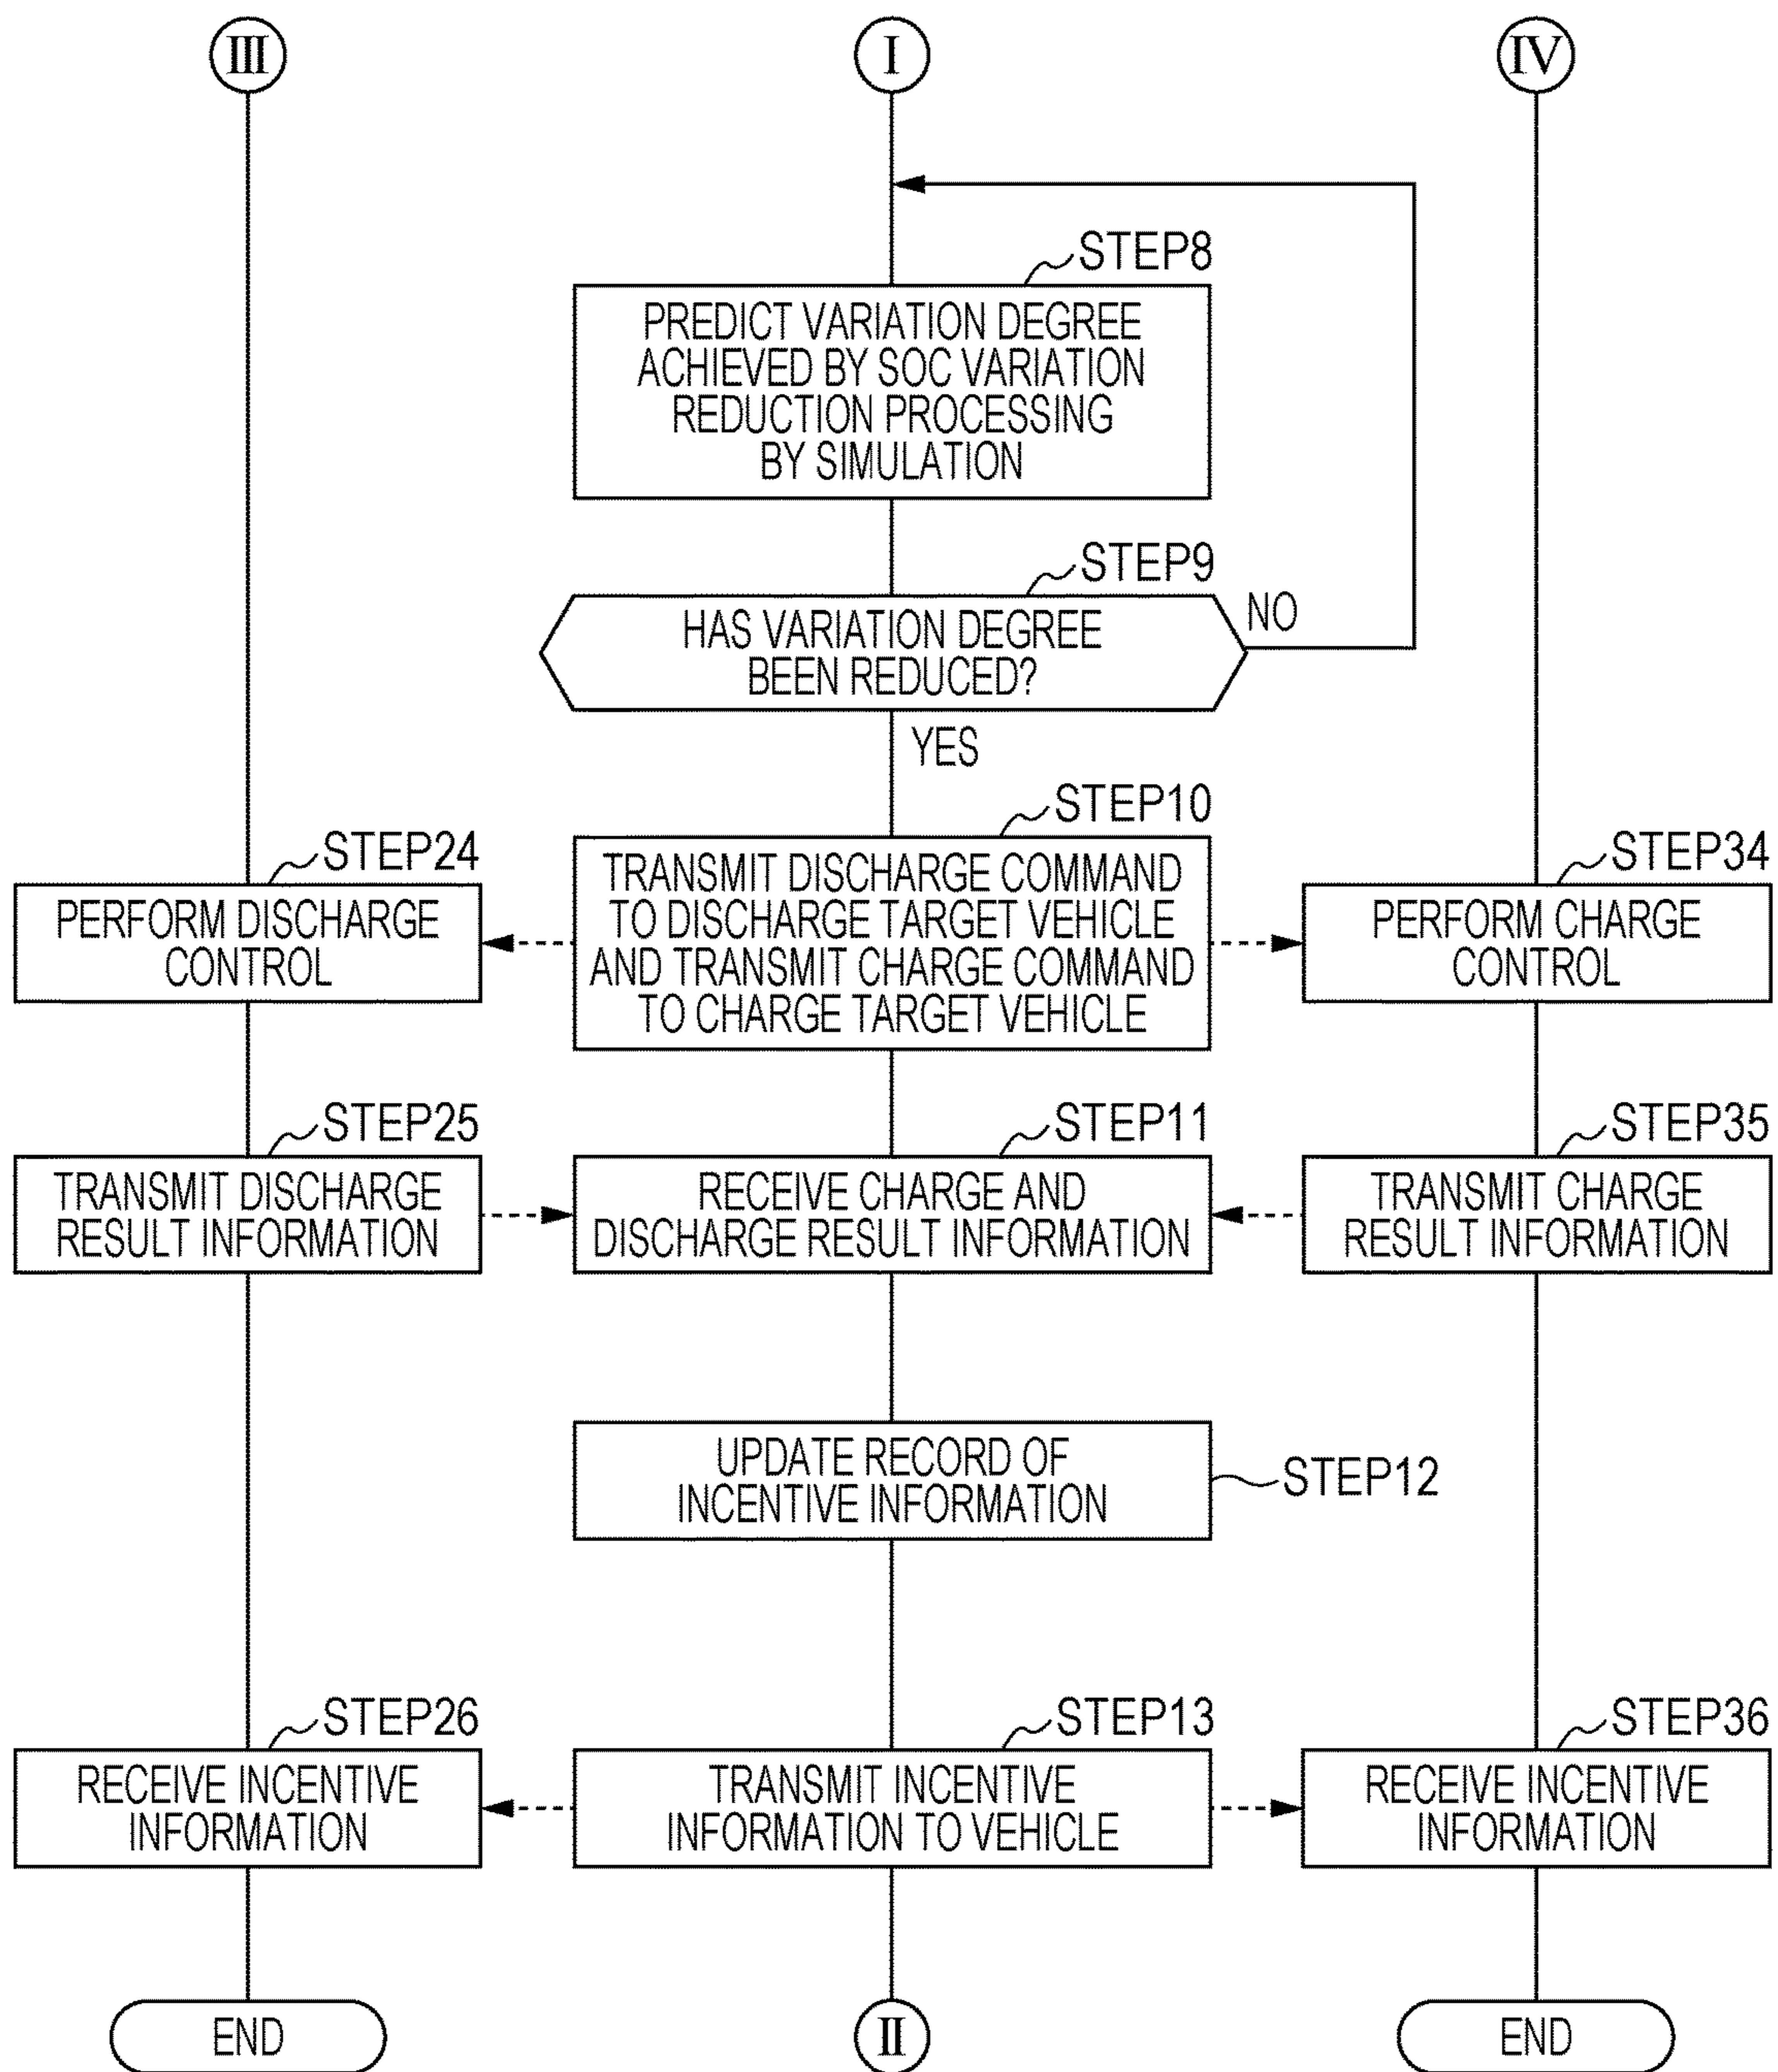 III
I
IV
STEP8
PREDICT VARIATION DEGREE
ACHIEVED BY SOC VARIATION
REDUCTION PROCESSING
BY SIMULATION
STEP9
HAS VARIATION DEGREE
BEEN REDUCED?
NO
YES
STEP24
PERFORM DISCHARGE
CONTROL
STEP10
TRANSMIT DISCHARGE COMMAND
TO DISCHARGE TARGET VEHICLE
AND TRANSMIT CHARGE COMMAND
TO CHARGE TARGET VEHICLE
STEP34
PERFORM CHARGE
CONTROL
STEP25
TRANSMIT DISCHARGE
RESULT INFORMATION
STEP11
RECEIVE CHARGE AND
DISCHARGE RESULT INFORMATION
STEP35
TRANSMIT CHARGE
RESULT INFORMATION
UPDATE RECORD OF
INCENTIVE INFORMATION
STEP12
STEP26
RECEIVE INCENTIVE
INFORMATION
STEP13
TRANSMIT INCENTIVE
INFORMATION TO VEHICLE
STEP36
RECEIVE INCENTIVE
INFORMATION
END
II
END